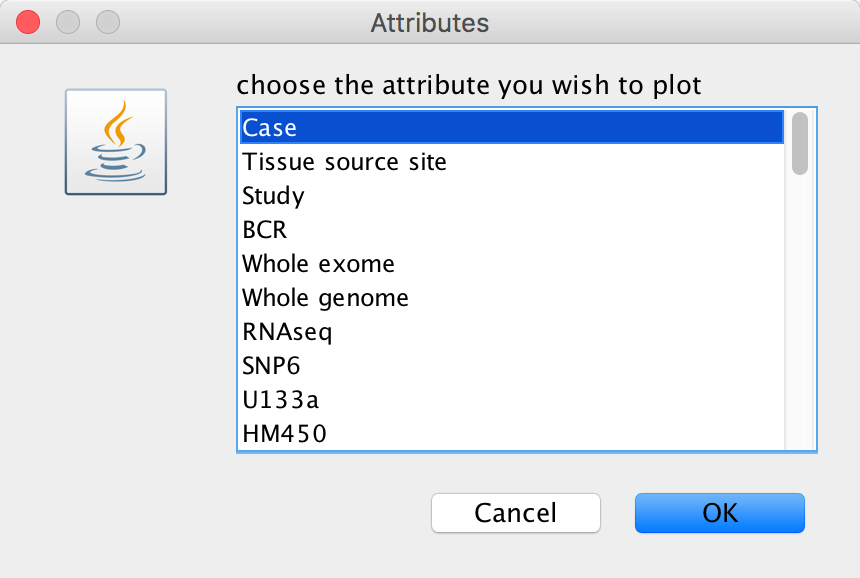 Attributes
choose the attribute you wish to plot
Case
Tissue source site
Study
BCR
Whole exome
Whole genome
RNAseq
SNP6
U133a
HM450
Cancel
OK